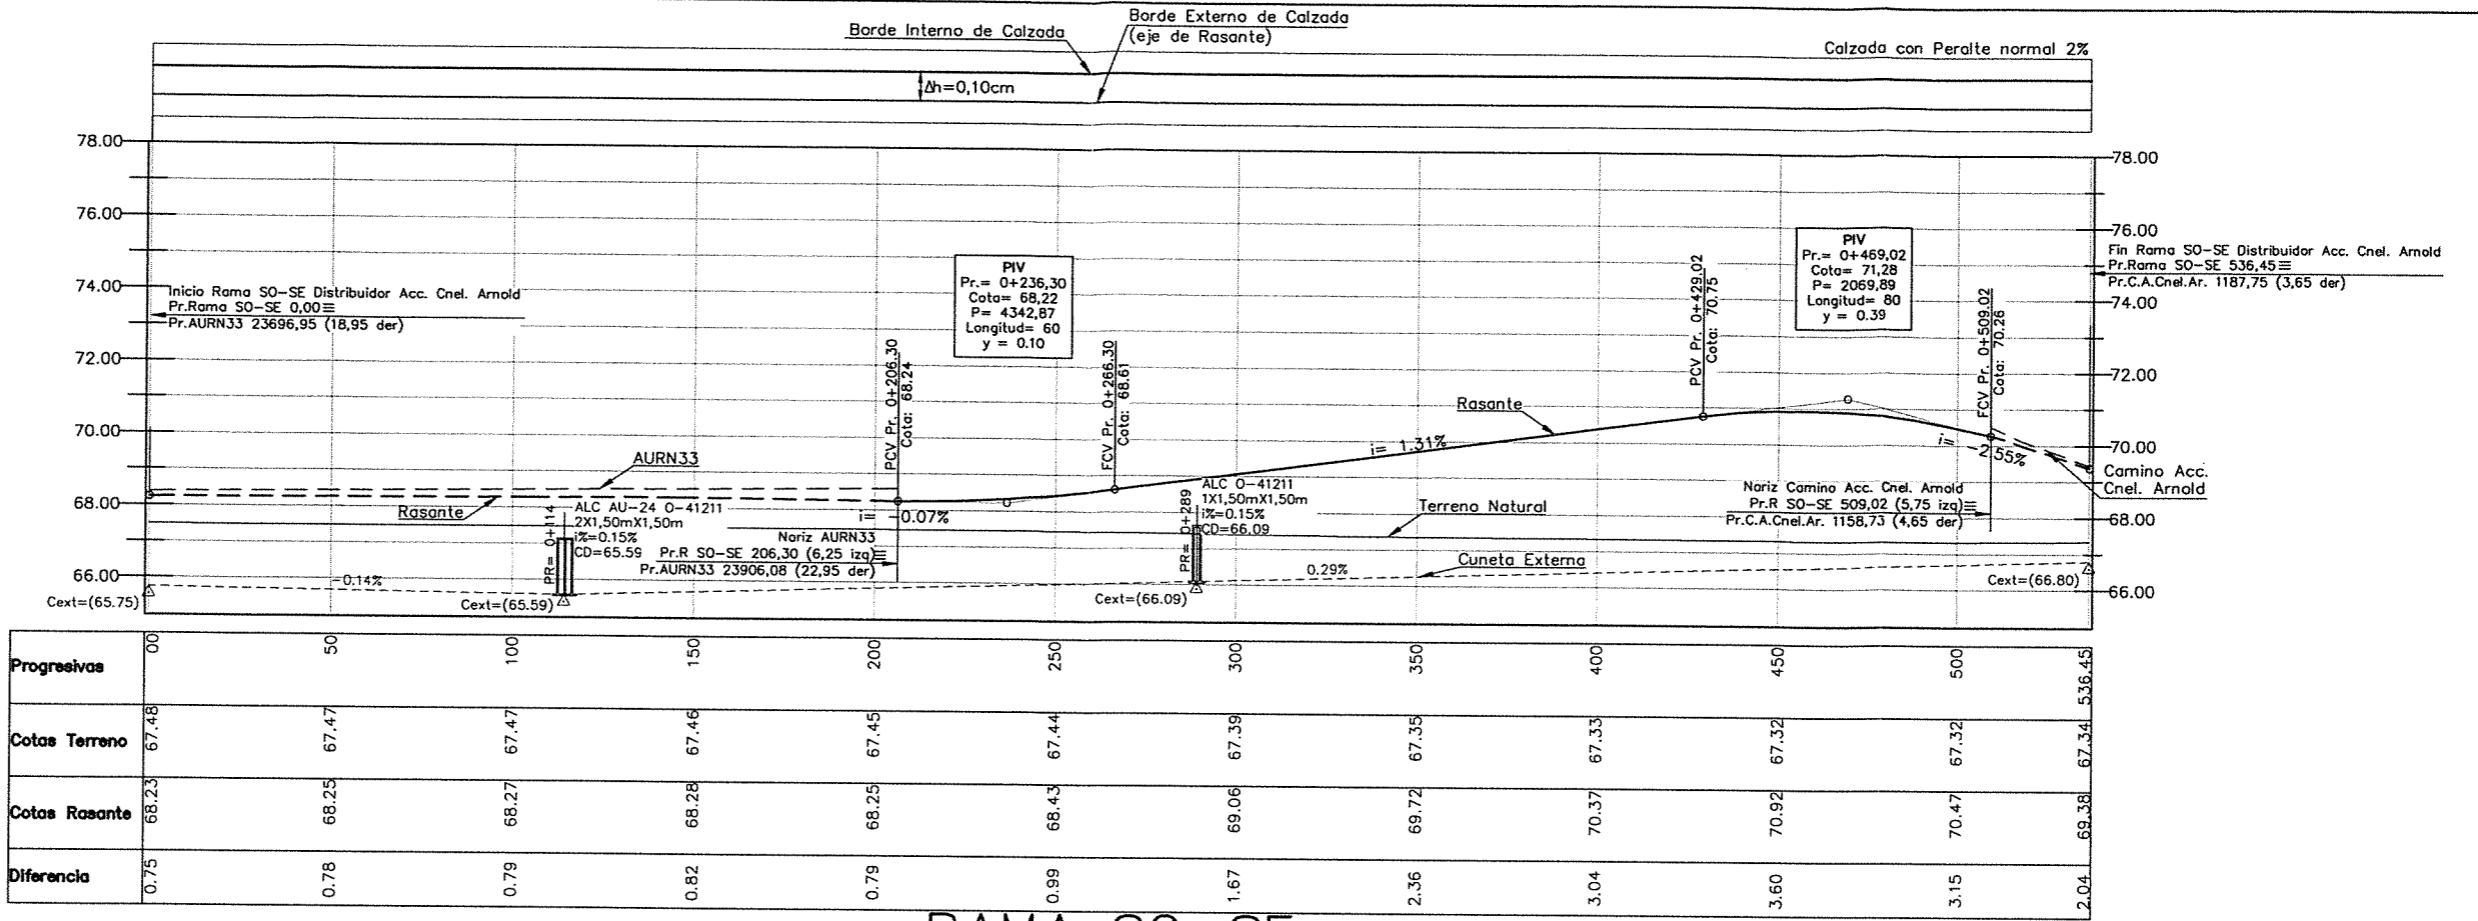 Borde Externo de Calzada
(eje de Rasante)
Borde Interno de Calzada
Calzada con Peralte normal 2%
Δh=0,10cm
78.00
76.00
74.00
72.00
70.00
68.00
66.00
78.00
76.00
74.00
72.00
70.00
68.00
66.00
Inicio Rama SO-SE Distribuidor Acc. Cnel. Arnold
Pr.Rama SO-SE 0,00≡
Pr.AURN33 23696,95 (18,95 der)
PIV
Pr.= 0+236,30
Cota= 68,22
P= 4342,87
Longitud= 60
y = 0.10
PIV
Pr.= 0+469,02
Cota= 71,28
P= 2069,89
Longitud= 80
y = 0.39
Fin Rama SO-SE Distribuidor Acc. Cnel. Arnold
Pr.Rama SO-SE 536,45≡
Pr.C.A.Cnel.Ar. 1187,75 (3,65 der)
PCV Pr. 0+206.30
Cota: 68.24
FCV Pr. 0+266.30
Cota: 68.61
PCV Pr. 0+429.02
Cota: 70.75
FCV Pr. 0+509.02
Cota: 70.26
AURN33
Rasante
Rasante
i= 1.31%
i= -2.55%
i= -0.07%
Camino Acc.
Cnel. Arnold
PR= 0+114
ALC AU-24 O-41211
2X1,50mX1,50m
i%=0.15%
CD=65.59
Nariz AURN33
Pr.R SO-SE 206,30 (6,25 izq)≡
Pr.AURN33 23906,08 (22,95 der)
PR= 0+289
ALC O-41211
1X1,50mX1,50m
i%=0.15%
CD=66.09
Terreno Natural
Nariz Camino Acc. Cnel. Arnold
Pr.R SO-SE 509,02 (5,75 izq)≡
Pr.C.A.Cnel.Ar. 1158,73 (4,65 der)
-0.14%
0.29%
Cuneta Externa
Cext=(65.75)
Cext=(65.59)
Cext=(66.09)
Cext=(66.80)
Progresivas 00 50 100 150 200 250 300 350 400 450 500 536.45
Cotas Terreno 67.48 67.47 67.47 67.46 67.45 67.44 67.39 67.35 67.33 67.32 67.32 67.34
Cotas Rasante 68.23 68.25 68.27 68.28 68.25 68.43 69.06 69.72 70.37 70.92 70.47 69.38
Diferencia 0.75 0.78 0.79 0.82 0.79 0.99 1.67 2.36 3.04 3.60 3.15 2.04
RAMA SO-SE